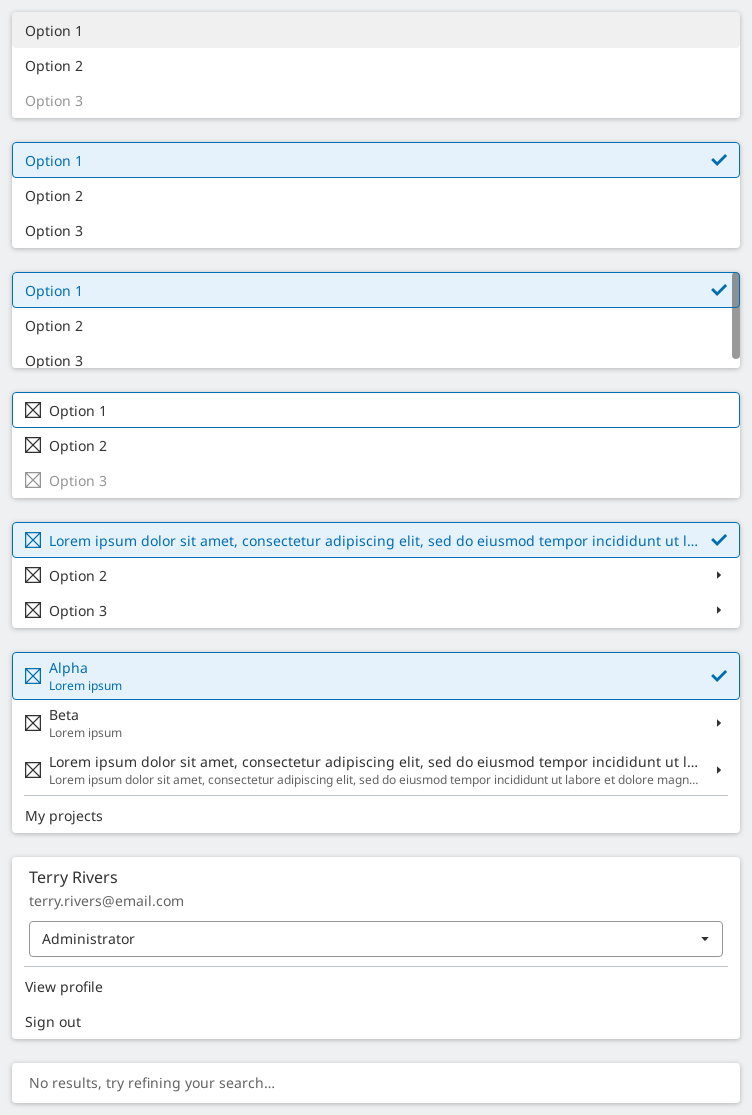 Option 1
Option 2
Option 3
Option 1
Option 2
Option 3
Option 1
Option 2
Option 3
Option 1
Option 2
Option 3
Lorem ipsum dolor sit amet, consectetur adipiscing elit, sed do eiusmod tempor incididunt ut l...
Option 2
Option 3
Alpha
Lorem ipsum
Beta
Lorem ipsum
Lorem ipsum dolor sit amet, consectetur adipiscing elit, sed do eiusmod tempor incididunt ut l...
Lorem ipsum dolor sit amet, consectetur adipiscing elit, sed do eiusmod tempor incididunt ut labore et dolore magn...
My projects
Terry Rivers
terry.rivers@email.com
Administrator
View profile
Sign out
No results, try refining your search...